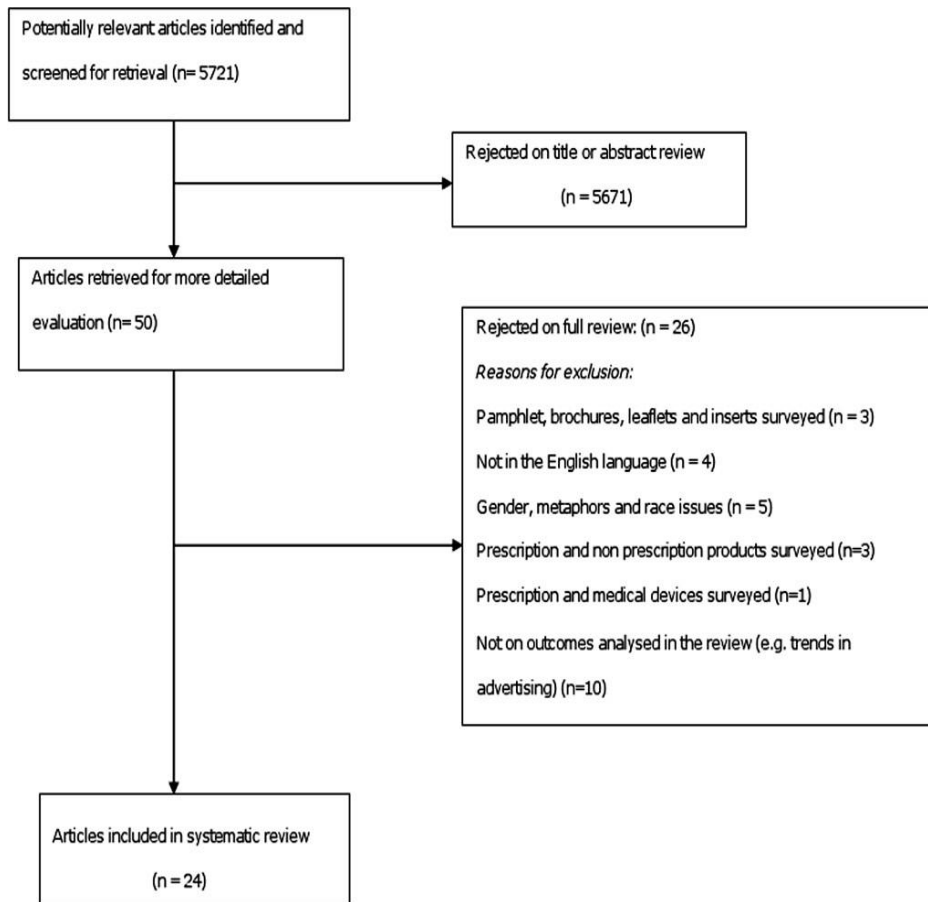 Potentially relevant articles identified and
screened for retrieval (n= 5721)
Rejected on title or abstract review
(n = 5671)
Articles retrieved for more detailed
evaluation (n= 50)
Rejected on full review: (n = 26)
Reasons for exclusion:
Pamphlet, brochures, leaflets and inserts surveyed (n = 3)
Not in the English language (n = 4)
Gender, metaphors and race issues (n = 5)
Prescription and non prescription products surveyed (n=3)
Prescription and medical devices surveyed (n=1)
Not on outcomes analysed in the review (e.g. trends in
advertising) (n=10)
Articles included in systematic review
(n = 24)